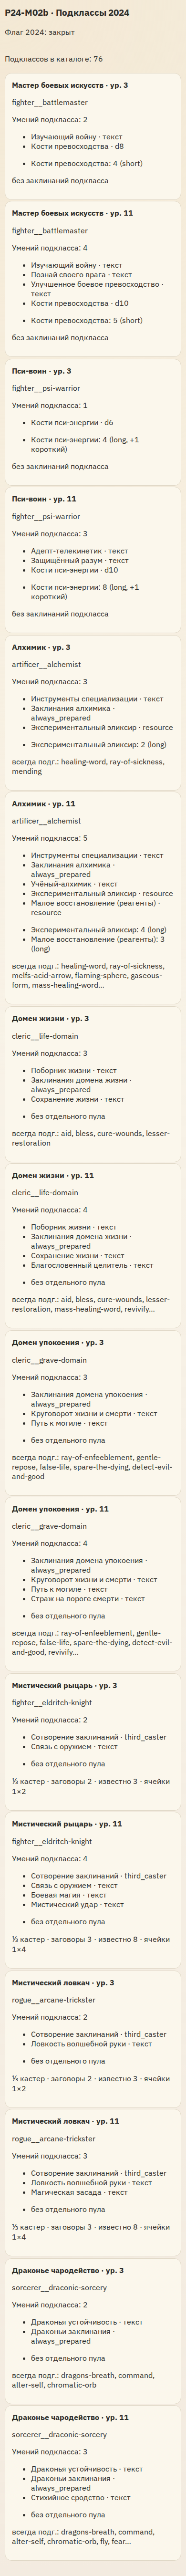 P24-M02b · Подклассы 2024
Флаг 2024: закрыт
Подклассов в каталоге: 76
Мастер боевых искусств · ур. 3
fighter__battlemaster
Умений подкласса: 2
• Изучающий войну · текст
• Кости превосходства · d8
• Кости превосходства: 4 (short)
без заклинаний подкласса
Мастер боевых искусств · ур. 11
fighter__battlemaster
Умений подкласса: 4
• Изучающий войну · текст
• Познай своего врага · текст
• Улучшенное боевое превосходство ·
текст
• Кости превосходства · d10
• Кости превосходства: 5 (short)
без заклинаний подкласса
Пси-воин · ур. 3
fighter__psi-warrior
Умений подкласса: 1
• Кости пси-энергии · d6
• Кости пси-энергии: 4 (long, +1
короткий)
без заклинаний подкласса
Пси-воин · ур. 11
fighter__psi-warrior
Умений подкласса: 3
• Адепт-телекинетик · текст
• Защищённый разум · текст
• Кости пси-энергии · d10
• Кости пси-энергии: 8 (long, +1
короткий)
без заклинаний подкласса
Алхимик · ур. 3
artificer__alchemist
Умений подкласса: 3
• Инструменты специализации · текст
• Заклинания алхимика ·
always_prepared
• Экспериментальный эликсир · resource
• Экспериментальный эликсир: 2 (long)
всегда подг.: healing-word, ray-of-sickness,
mending
Алхимик · ур. 11
artificer__alchemist
Умений подкласса: 5
• Инструменты специализации · текст
• Заклинания алхимика ·
always_prepared
• Учёный-алхимик · текст
• Экспериментальный эликсир · resource
• Малое восстановление (реагенты) ·
resource
• Экспериментальный эликсир: 4 (long)
• Малое восстановление (реагенты): 3
(long)
всегда подг.: healing-word, ray-of-sickness,
melfs-acid-arrow, flaming-sphere, gaseous-
form, mass-healing-word…
Домен жизни · ур. 3
cleric__life-domain
Умений подкласса: 3
• Поборник жизни · текст
• Заклинания домена жизни ·
always_prepared
• Сохранение жизни · текст
• без отдельного пула
всегда подг.: aid, bless, cure-wounds, lesser-
restoration
Домен жизни · ур. 11
cleric__life-domain
Умений подкласса: 4
• Поборник жизни · текст
• Заклинания домена жизни ·
always_prepared
• Сохранение жизни · текст
• Благословенный целитель · текст
• без отдельного пула
всегда подг.: aid, bless, cure-wounds, lesser-
restoration, mass-healing-word, revivify…
Домен упокоения · ур. 3
cleric__grave-domain
Умений подкласса: 3
• Заклинания домена упокоения ·
always_prepared
• Круговорот жизни и смерти · текст
• Путь к могиле · текст
• без отдельного пула
всегда подг.: ray-of-enfeeblement, gentle-
repose, false-life, spare-the-dying, detect-evil-
and-good
Домен упокоения · ур. 11
cleric__grave-domain
Умений подкласса: 4
• Заклинания домена упокоения ·
always_prepared
• Круговорот жизни и смерти · текст
• Путь к могиле · текст
• Страж на пороге смерти · текст
• без отдельного пула
всегда подг.: ray-of-enfeeblement, gentle-
repose, false-life, spare-the-dying, detect-evil-
and-good, revivify…
Мистический рыцарь · ур. 3
fighter__eldritch-knight
Умений подкласса: 2
• Сотворение заклинаний · third_caster
• Связь с оружием · текст
• без отдельного пула
⅓ кастер · заговоры 2 · известно 3 · ячейки
1×2
Мистический рыцарь · ур. 11
fighter__eldritch-knight
Умений подкласса: 4
• Сотворение заклинаний · third_caster
• Связь с оружием · текст
• Боевая магия · текст
• Мистический удар · текст
• без отдельного пула
⅓ кастер · заговоры 3 · известно 8 · ячейки
1×4
Мистический ловкач · ур. 3
rogue__arcane-trickster
Умений подкласса: 2
• Сотворение заклинаний · third_caster
• Ловкость волшебной руки · текст
• без отдельного пула
⅓ кастер · заговоры 2 · известно 3 · ячейки
1×2
Мистический ловкач · ур. 11
rogue__arcane-trickster
Умений подкласса: 3
• Сотворение заклинаний · third_caster
• Ловкость волшебной руки · текст
• Магическая засада · текст
• без отдельного пула
⅓ кастер · заговоры 3 · известно 8 · ячейки
1×4
Драконье чародейство · ур. 3
sorcerer__draconic-sorcery
Умений подкласса: 2
• Драконья устойчивость · текст
• Драконьи заклинания ·
always_prepared
• без отдельного пула
всегда подг.: dragons-breath, command,
alter-self, chromatic-orb
Драконье чародейство · ур. 11
sorcerer__draconic-sorcery
Умений подкласса: 3
• Драконья устойчивость · текст
• Драконьи заклинания ·
always_prepared
• Стихийное сродство · текст
• без отдельного пула
всегда подг.: dragons-breath, command,
alter-self, chromatic-orb, fly, fear…